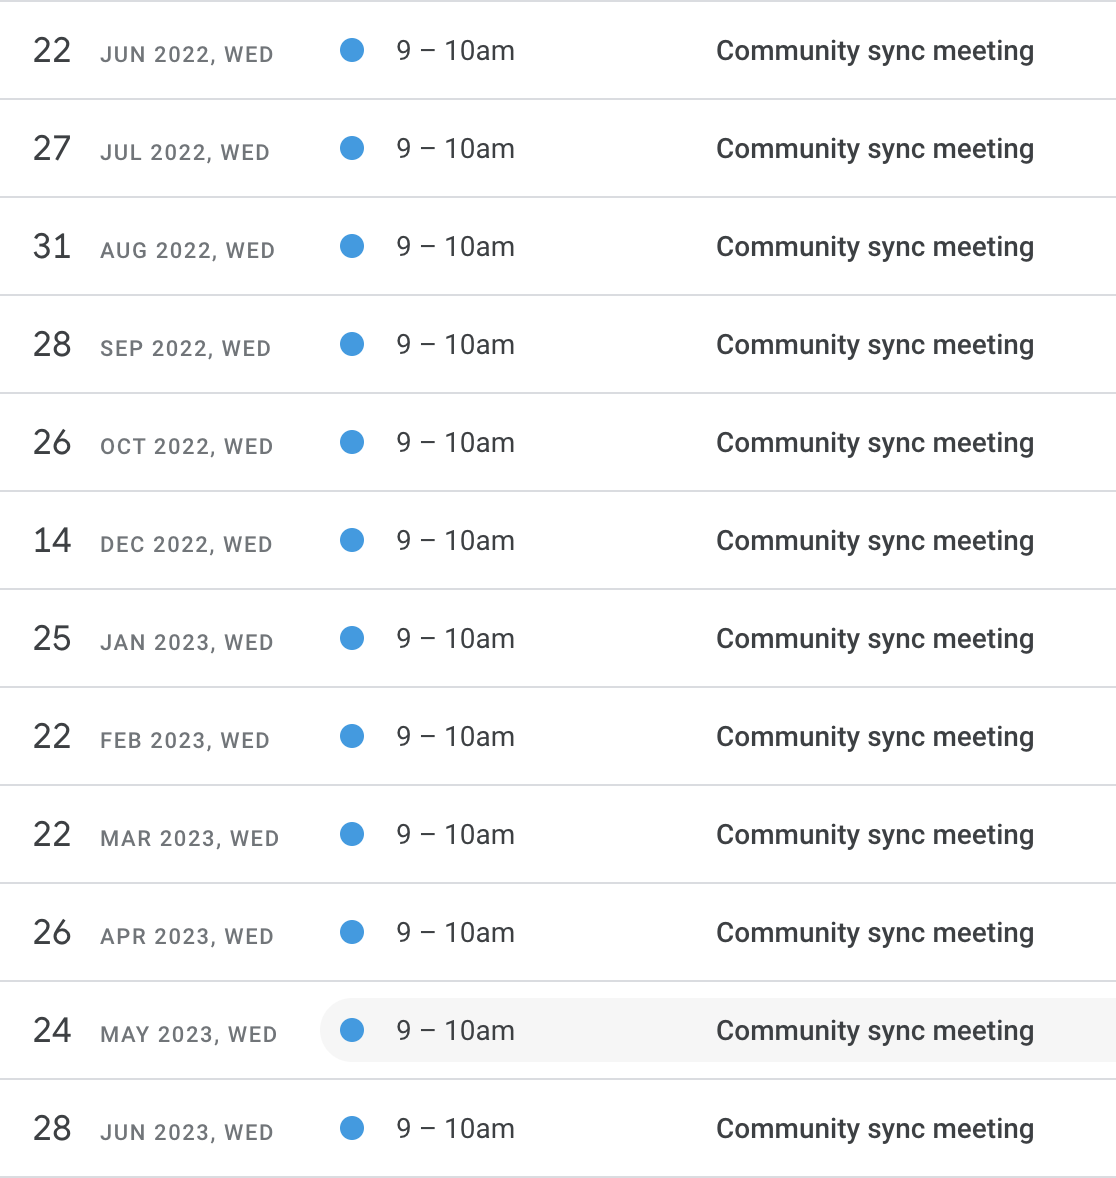 22 JUN 2022, WED 9 – 10am Community sync meeting
27 JUL 2022, WED 9 – 10am Community sync meeting
31 AUG 2022, WED 9 – 10am Community sync meeting
28 SEP 2022, WED 9 – 10am Community sync meeting
26 OCT 2022, WED 9 – 10am Community sync meeting
14 DEC 2022, WED 9 – 10am Community sync meeting
25 JAN 2023, WED 9 – 10am Community sync meeting
22 FEB 2023, WED 9 – 10am Community sync meeting
22 MAR 2023, WED 9 – 10am Community sync meeting
26 APR 2023, WED 9 – 10am Community sync meeting
24 MAY 2023, WED 9 – 10am Community sync meeting
28 JUN 2023, WED 9 – 10am Community sync meeting